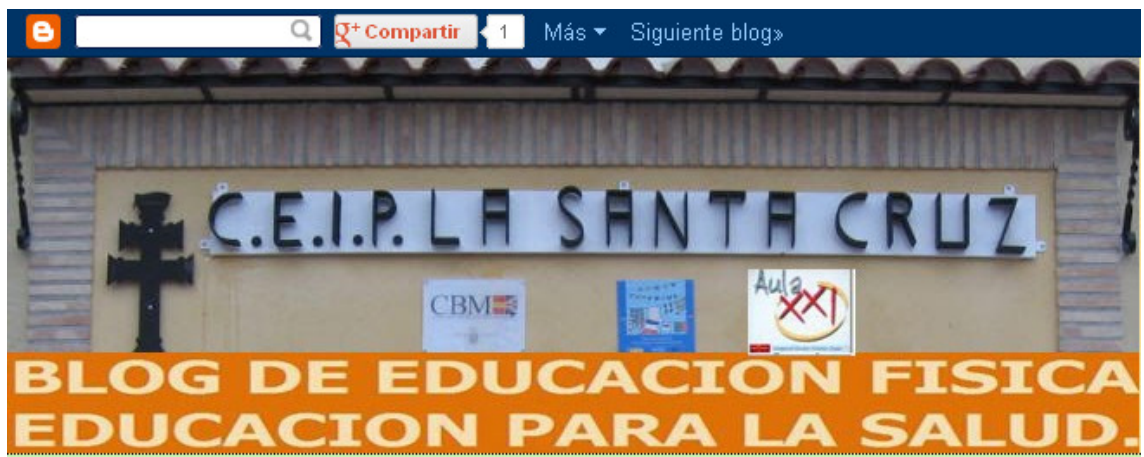 Compartir 1 Más Siguiente blog»
C.E.I.P. LA SANTA CRUZ
CBM
Aula
XXI
BLOG DE EDUCACION FISICA
EDUCACION PARA LA SALUD.